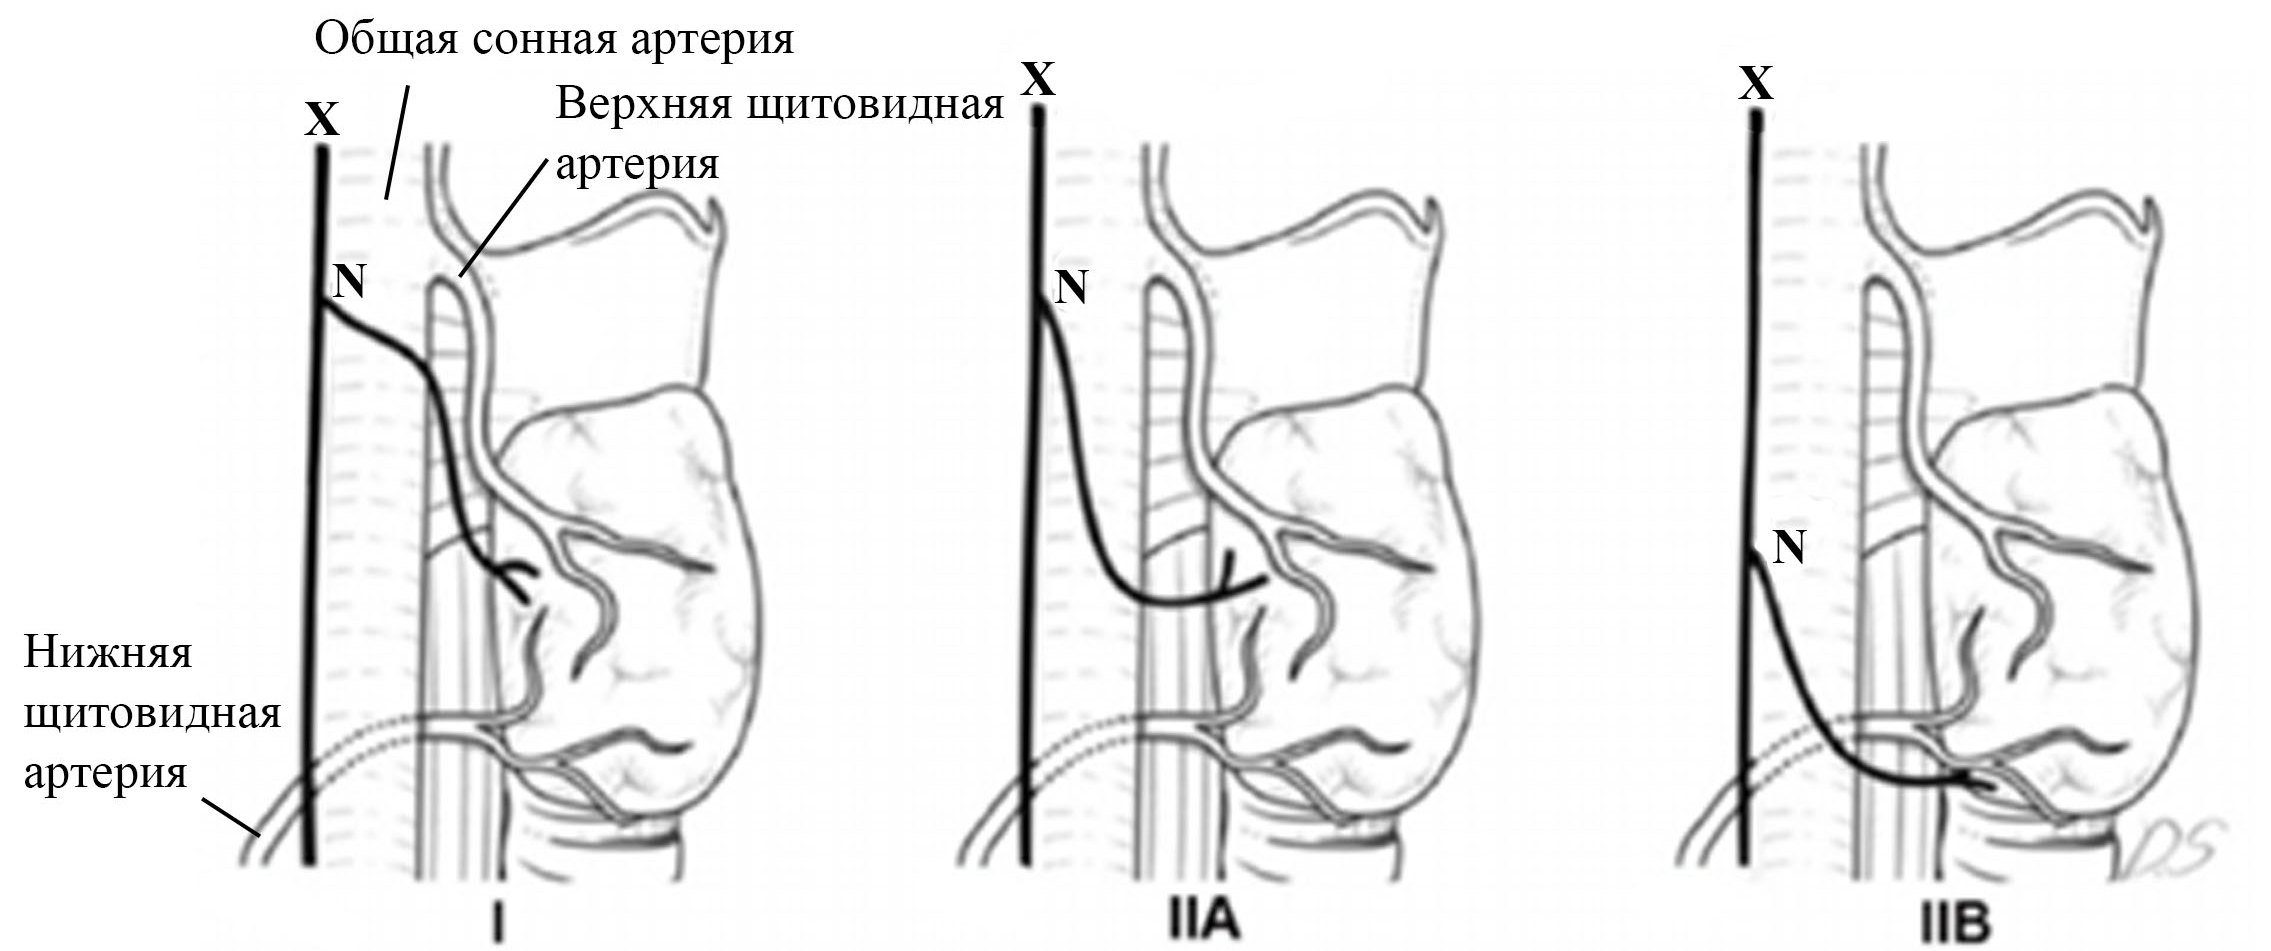 Общая сонная артерия
X
Верхняя щитовидная
артерия
N
Нижняя
щитовидная
артерия
I
X
N
IIA
X
N
IIB
DS